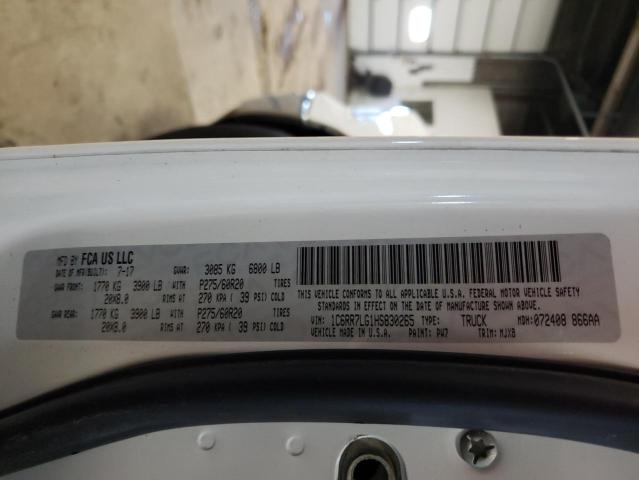 MFD BY FCA US LLC
DATE OF MFR(BUILT): 7-17 GVWR: 3085 KG 6800 LB
GAWR FRONT: 1770 KG 3900 LB WITH P275/60R20 TIRES
20X8.0 RIMS AT 270 KPA ( 39 PSI) COLD
GAWR REAR: 1770 KG 3900 LB WITH P275/60R20 TIRES
20X8.0 RIMS AT 270 KPA ( 39 PSI) COLD
THIS VEHICLE CONFORMS TO ALL APPLICABLE U.S.A. FEDERAL MOTOR VEHICLE SAFETY
STANDARDS IN EFFECT ON THE DATE OF MANUFACTURE SHOWN ABOVE.
VIN: 1C6RR7LG1HS830265 TYPE: TRUCK MDH: 072408 866AA
VEHICLE MADE IN U.S.A. PAINT: PW7 TRIM: MJX8